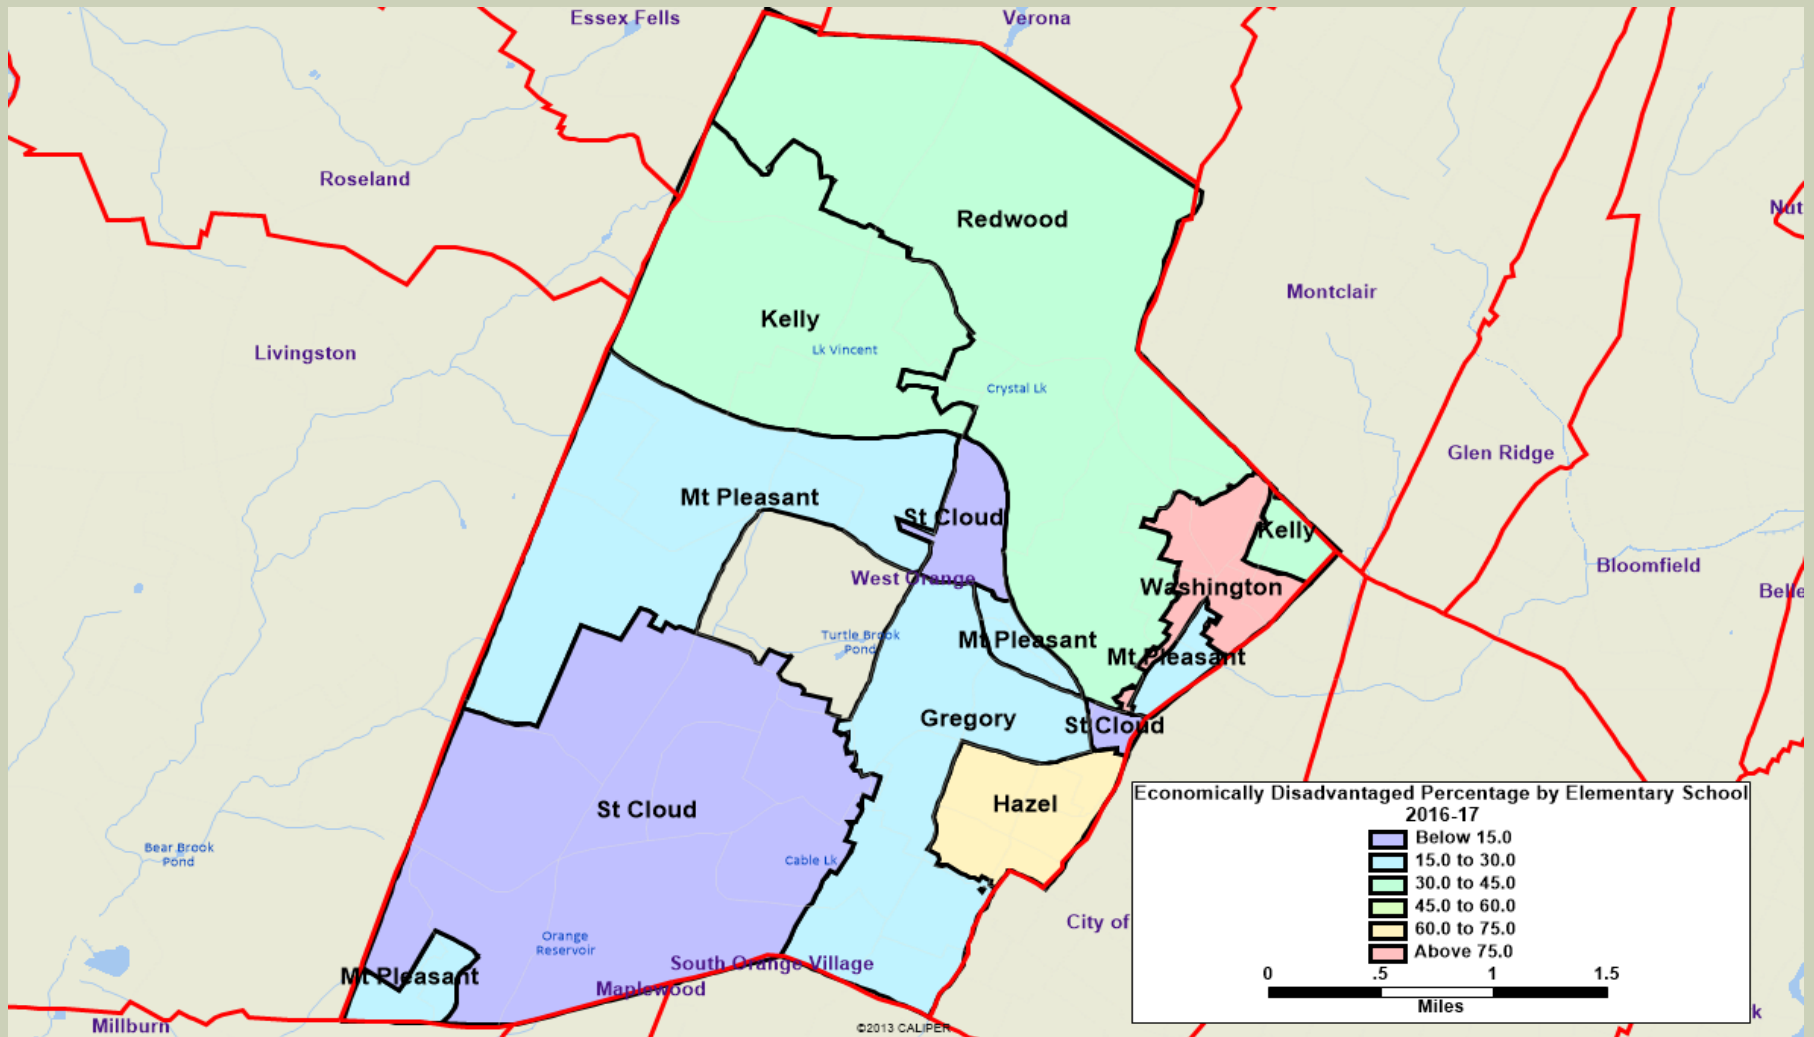 Essex Fells
Verona
Roseland
Nut
Redwood
Montclair
Kelly
Livingston
Lk Vincent
Crystal Lk
Glen Ridge
Mt Pleasant
St Cloud
Kelly
Bloomfield
West Orange
Washington
Belle
Turtle Brook
Pond
Mt Pleasant
Mt Pleasant
Gregory
St Cloud
St Cloud
Hazel
Bear Brook
Pond
Cable Lk
City of
Orange
Reservoir
South Orange Village
Mt Pleasant
Maplewood
Millburn
©2013 CALIPER
k
Economically Disadvantaged Percentage by Elementary School
2016-17
Below 15.0
15.0 to 30.0
30.0 to 45.0
45.0 to 60.0
60.0 to 75.0
Above 75.0
0 .5 1 1.5
Miles